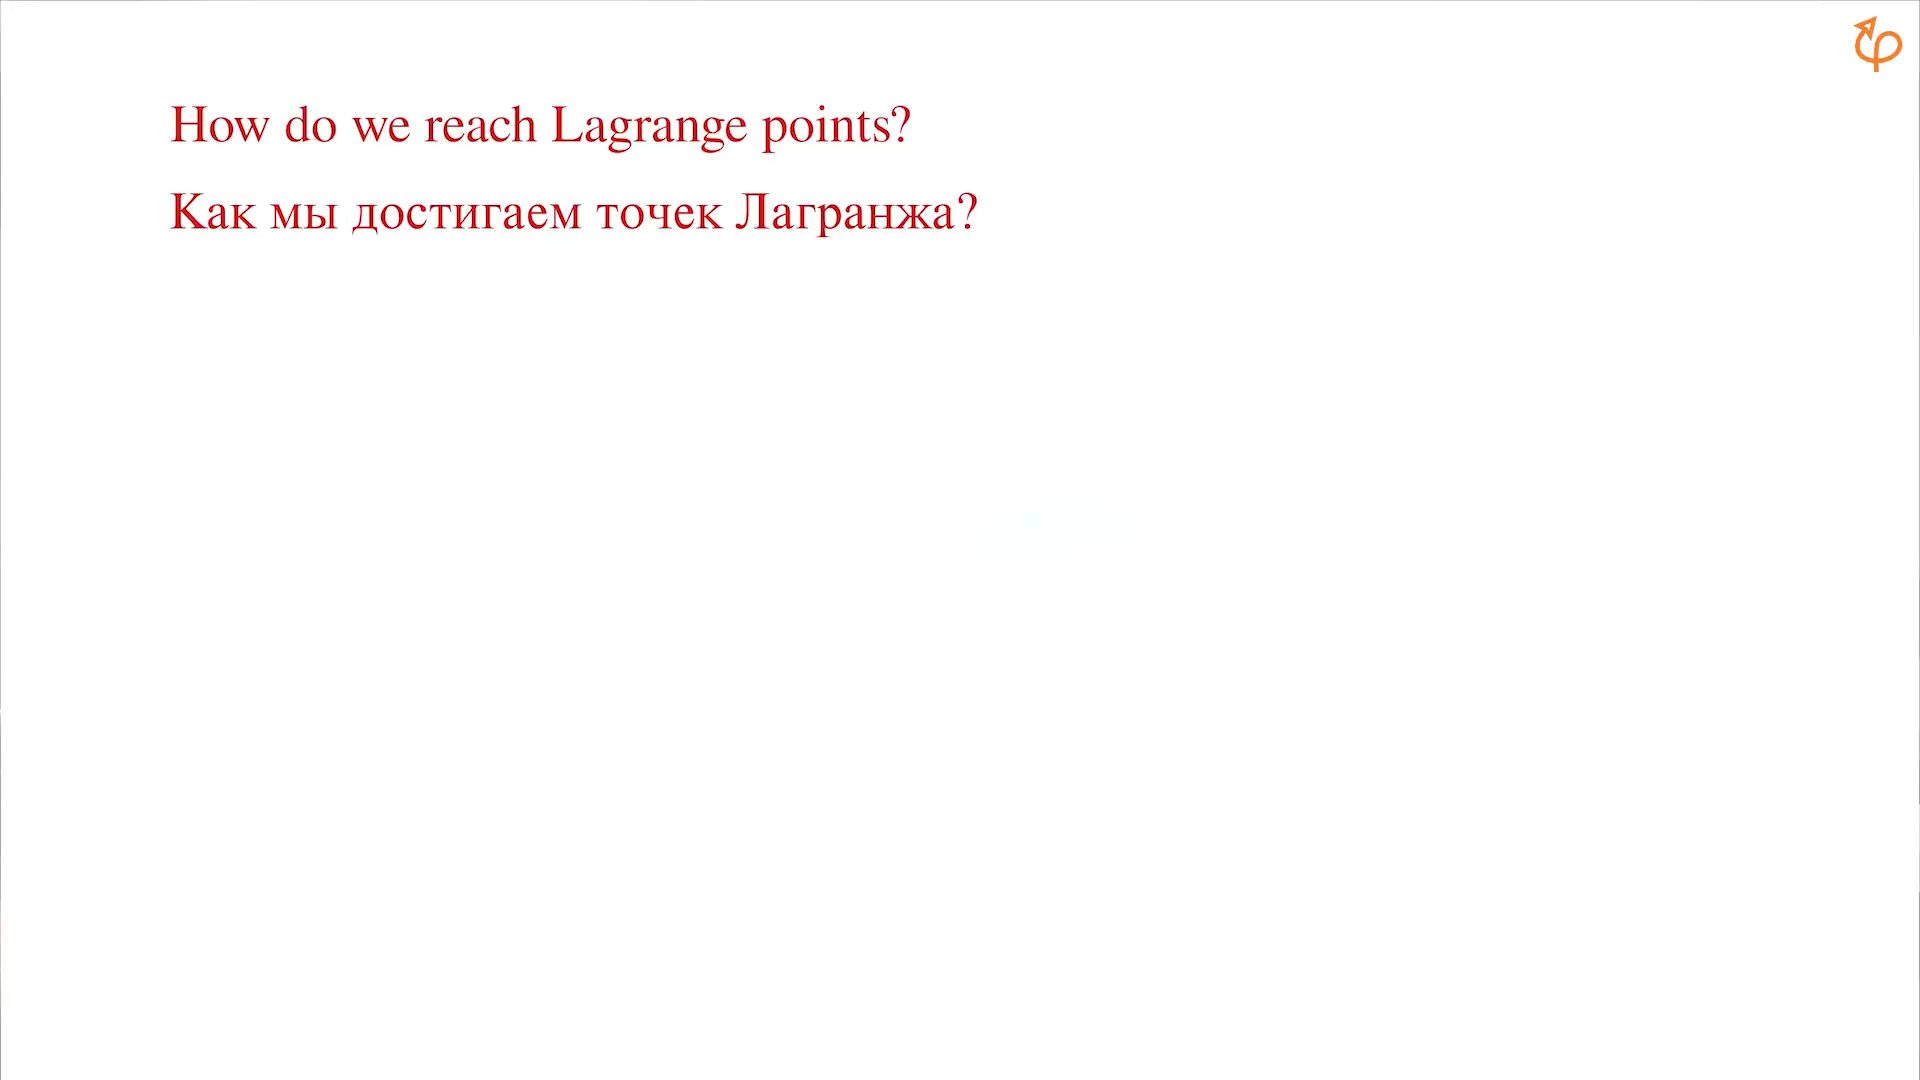 How do we reach Lagrange points?
Как мы достигаем точек Лагранжа?